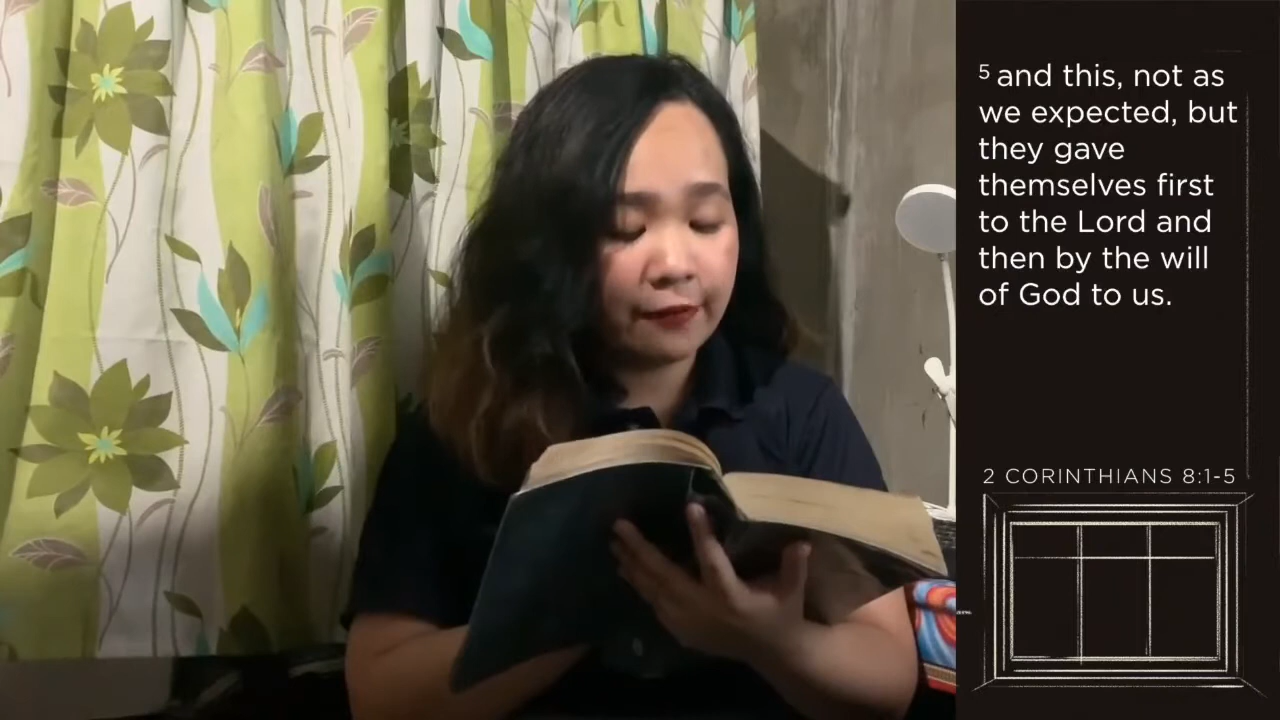 5 and this, not as
we expected, but
they gave
themselves first
to the Lord and
then by the will
of God to us.
2 CORINTHIANS 8:1-5